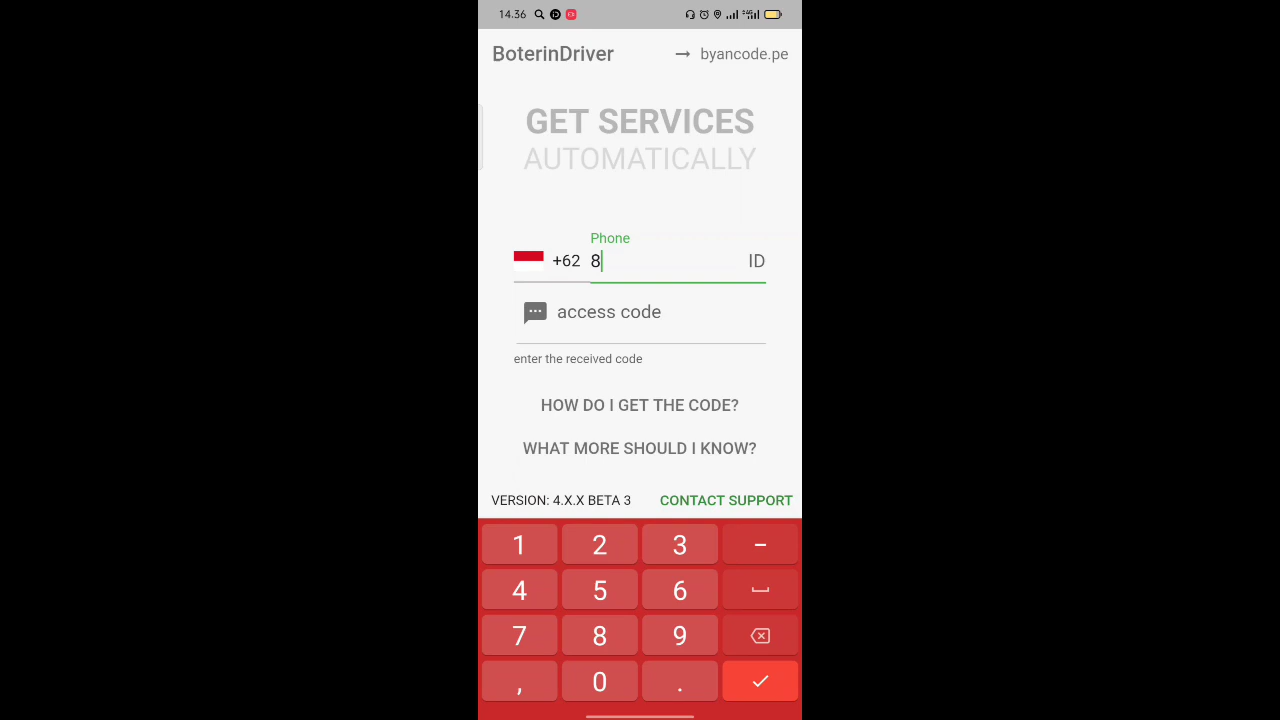 14.36
BoterinDriver → byancode.pe
GET SERVICES
AUTOMATICALLY
Phone
+62 8 ID
access code
enter the received code
HOW DO I GET THE CODE?
WHAT MORE SHOULD I KNOW?
VERSION: 4.X.X BETA 3 CONTACT SUPPORT
1 2 3 −
4 5 6
7 8 9
, 0 .